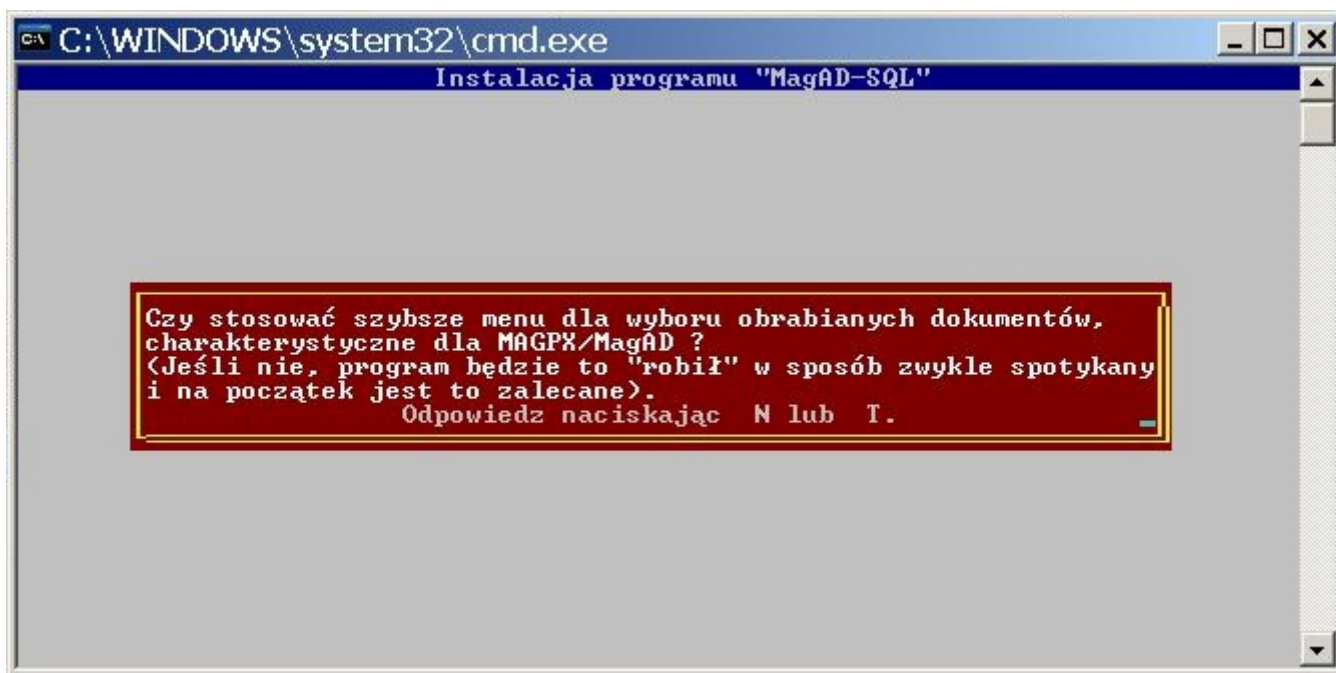 C:\WINDOWS\system32\cmd.exe
Instalacja programu "MagAD-SQL"
Czy stosować szybsze menu dla wyboru obrabianych dokumentów,
charakterystyczne dla MAGPX/MagAD ?
(Jeśli nie, program będzie to "robił" w sposób zwykle spotykany
i na początek jest to zalecane).
Odpowiedz naciskając N lub T.